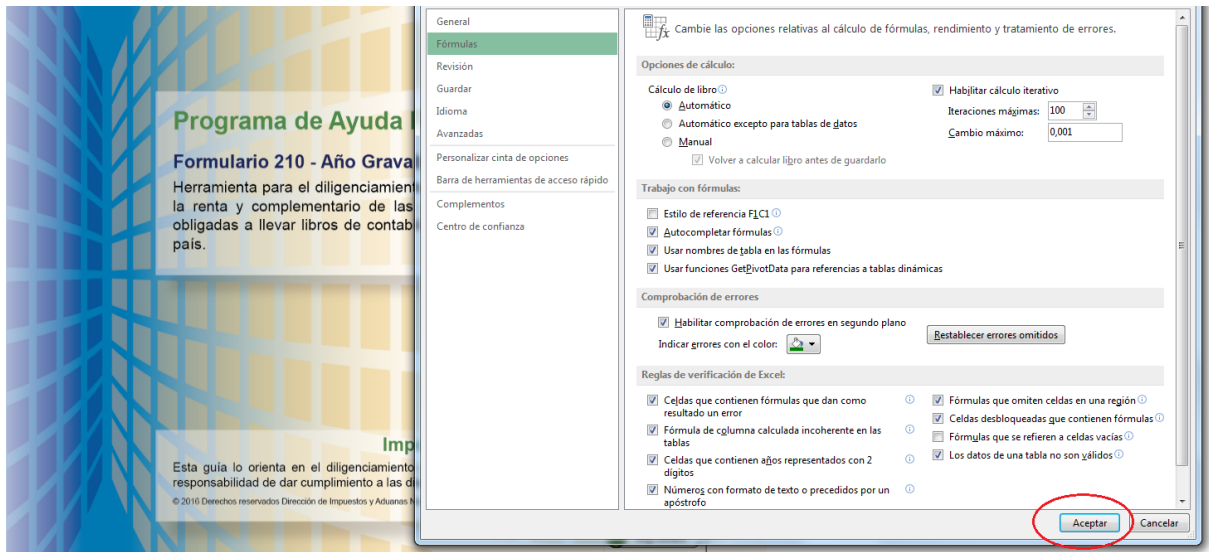 Programa de Ayuda
Formulario 210 - Año Grava
Herramienta para el diligenciamient
la renta y complementario de las
obligadas a llevar libros de contab
país.
Imp
Esta guía lo orienta en el diligenciamiento
responsabilidad de dar cumplimiento a las di
© 2016 Derechos reservados Dirección de Impuestos y Aduanas N
General
Fórmulas
Revisión
Guardar
Idioma
Avanzadas
Personalizar cinta de opciones
Barra de herramientas de acceso rápido
Complementos
Centro de confianza
Cambie las opciones relativas al cálculo de fórmulas, rendimiento y tratamiento de errores.
Opciones de cálculo:
Cálculo de libro
Automático
Automático excepto para tablas de datos
Manual
Volver a calcular libro antes de guardarlo
Habilitar cálculo iterativo
Iteraciones máximas: 100
Cambio máximo: 0,001
Trabajo con fórmulas:
Estilo de referencia F1C1
Autocompletar fórmulas
Usar nombres de tabla en las fórmulas
Usar funciones GetPivotData para referencias a tablas dinámicas
Comprobación de errores
Habilitar comprobación de errores en segundo plano
Indicar errores con el color:
Restablecer errores omitidos
Reglas de verificación de Excel:
Celdas que contienen fórmulas que dan como
resultado un error
Fórmula de columna calculada incoherente en las
tablas
Celdas que contienen años representados con 2
dígitos
Números con formato de texto o precedidos por un
apóstrofo
Fórmulas que omiten celdas en una región
Celdas desbloqueadas que contienen fórmulas
Fórmulas que se refieren a celdas vacías
Los datos de una tabla no son válidos
Aceptar
Cancelar